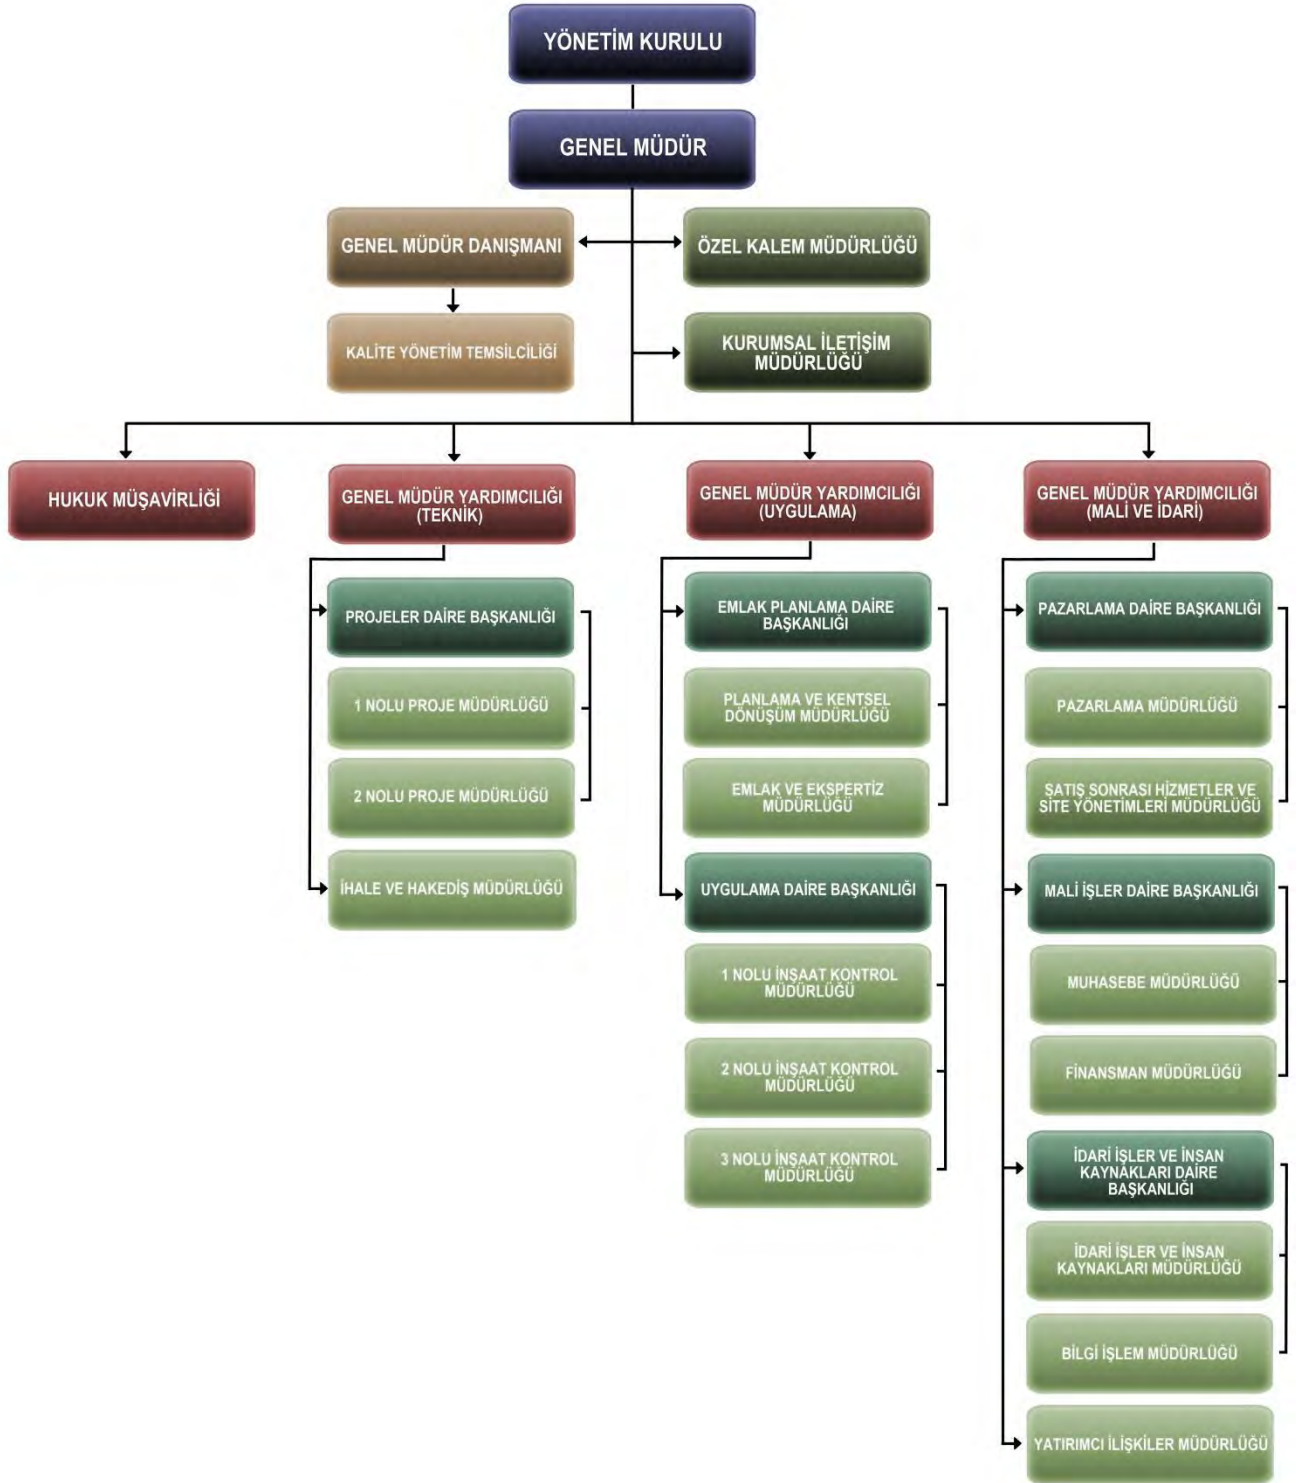 YÖNETİM KURULU
GENEL MÜDÜR
GENEL MÜDÜR DANIŞMANI
ÖZEL KALEM MÜDÜRLÜĞÜ
KALİTE YÖNETİM TEMSİLCİLİĞİ
KURUMSAL İLETİŞİM
MÜDÜRLÜĞÜ
HUKUK MÜŞAVİRLİĞİ
GENEL MÜDÜR YARDIMCILIĞI
(TEKNİK)
PROJELER DAİRE BAŞKANLIĞI
1 NOLU PROJE MÜDÜRLÜĞÜ
2 NOLU PROJE MÜDÜRLÜĞÜ
İHALE VE HAKEDİŞ MÜDÜRLÜĞÜ
GENEL MÜDÜR YARDIMCILIĞI
(UYGULAMA)
EMLAK PLANLAMA DAİRE
BAŞKANLIĞI
PLANLAMA VE KENTSEL
DÖNÜŞÜM MÜDÜRLÜĞÜ
EMLAK VE EKSPERTİZ
MÜDÜRLÜĞÜ
UYGULAMA DAİRE BAŞKANLIĞI
1 NOLU İNŞAAT KONTROL
MÜDÜRLÜĞÜ
2 NOLU İNŞAAT KONTROL
MÜDÜRLÜĞÜ
3 NOLU İNŞAAT KONTROL
MÜDÜRLÜĞÜ
GENEL MÜDÜR YARDIMCILIĞI
(MALİ VE İDARİ)
PAZARLAMA DAİRE BAŞKANLIĞI
PAZARLAMA MÜDÜRLÜĞÜ
SATIŞ SONRASI HİZMETLER VE
SİTE YÖNETİMLERİ MÜDÜRLÜĞÜ
MALİ İŞLER DAİRE BAŞKANLIĞI
MUHASEBE MÜDÜRLÜĞÜ
FİNANSMAN MÜDÜRLÜĞÜ
İDARİ İŞLER VE İNSAN
KAYNAKLARI DAİRE
BAŞKANLIĞI
İDARİ İŞLER VE İNSAN
KAYNAKLARI MÜDÜRLÜĞÜ
BİLGİ İŞLEM MÜDÜRLÜĞÜ
YATIRIMCI İLİŞKİLER MÜDÜRLÜĞÜ